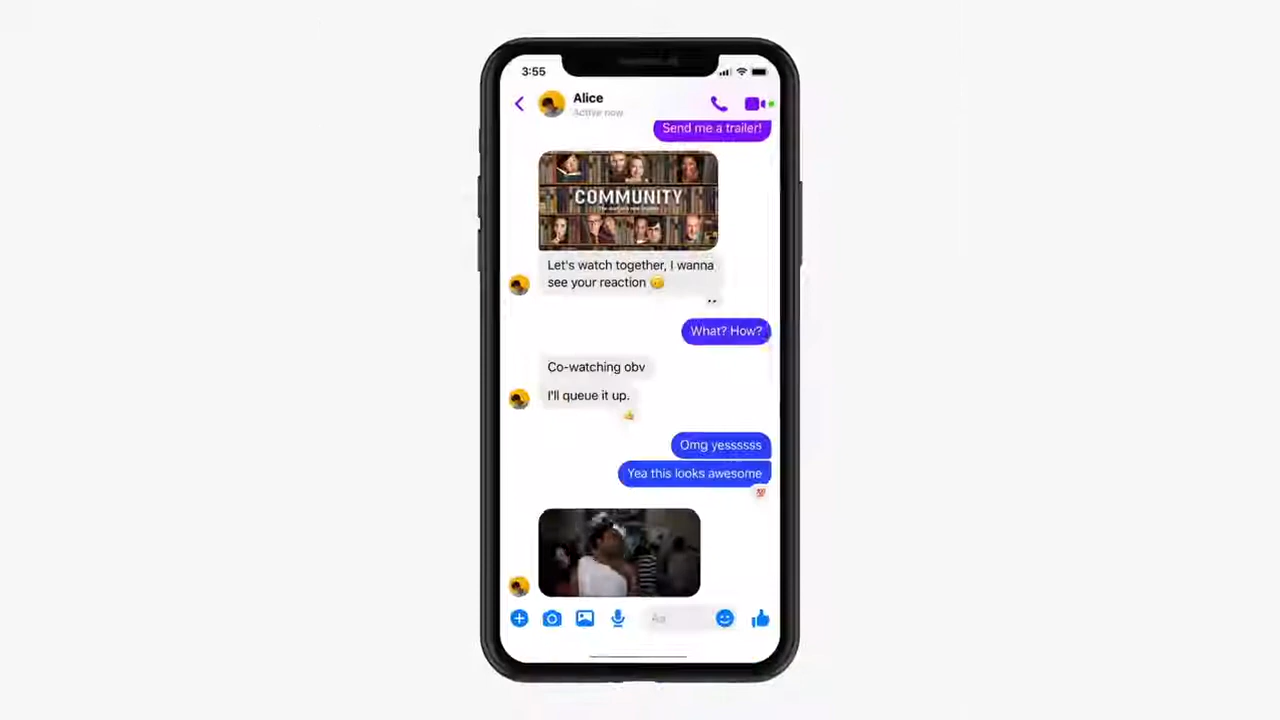 3:55
Alice
Active now
Send me a trailer!
COMMUNITY
Let's watch together, I wanna
see your reaction
What? How?
Co-watching obv
I'll queue it up.
Omg yessssss
Yea this looks awesome
💯
Aa